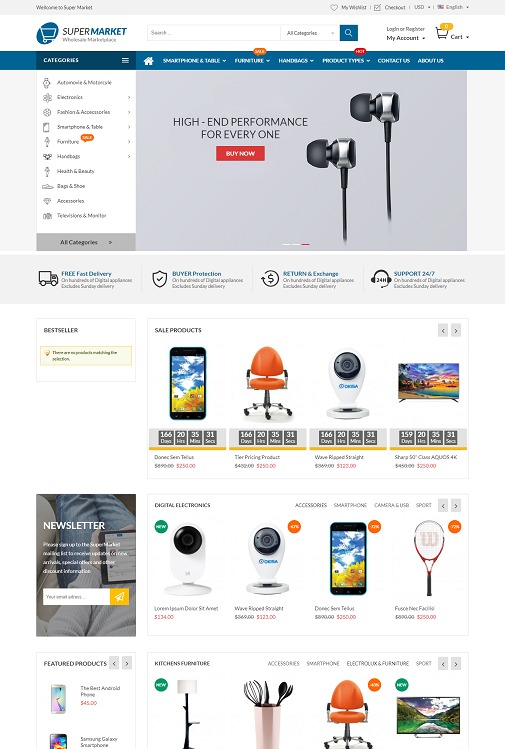 Wellcome to Super Market
My Wishlist
Checkout
USD
English
SUPERMARKET
Wholesale Marketplace
Search ...
All Categories
Login or Register
My Account
0
Cart
CATEGORIES
SMARTPHONE & TABLE
SALE
FURNITURE
HANDBAGS
HOT
PRODUCT TYPES
CONTACT US
ABOUT US
Automovie & Motorcyle
Electronics
Fashion & Accecssories
Smartphone & Table
Furniture
SALE
Handbags
Health & Beauty
Bags & Shoe
Accessories
Televisions & Monitor
All Categories >
HIGH - END PERFORMANCE
FOR EVERY ONE
BUY NOW
FREE Fast Delivery
On hundreds of Digital appliances
Excludes Sunday delivery
BUYER Protection
On hundreds of Digital appliances
Excludes Sunday delivery
RETURN & Exchange
On hundreds of Digital appliances
Excludes Sunday delivery
24H
SUPPORT 24/7
On hundreds of Digital appliances
Excludes Sunday delivery
BESTSELLER
There are no products matching the
selection.
SALE PRODUCTS
166 20 35 31
Days Hrs Mins Secs
166 20 35 31
Days Hrs Mins Secs
166 20 35 31
Days Hrs Mins Secs
159 20 35 31
Days Hrs Mins Secs
Donec Sem Tellus
$890.00 $250.00
Tier Pricing Product
$432.00 $250.00
Wave Ripped Straight
$369.00 $123.00
Sharp 50" Class AQUOS 4K
$450.00 $250.00
NEWSLETTER
Please sign up to the SuperMarket
mailing list to receive updates on new
arrivals, special offers and other
discount information.
Your email adress ...
DIGITAL ELECTRONICS
ACCESSORIES
SMARTPHONE
CAMERA & USB
SPORT
NEW
-67%
-72%
-72%
Lorem Ipsum Dolor Sit Amet
$134.00
Wave Ripped Straight
$369.00 $123.00
Donec Sem Tellus
$890.00 $250.00
Fusce Nec Facilisi
$890.00 $250.00
FEATURED PRODUCTS
The Best Android
Phone
$45.00
Samsung Galaxy
Smartphone
KITCHENS FURNITURE
ACCESSORIES
SMARTPHONE
ELECTROLUX & FURNITURE
SPORT
NEW
NEW